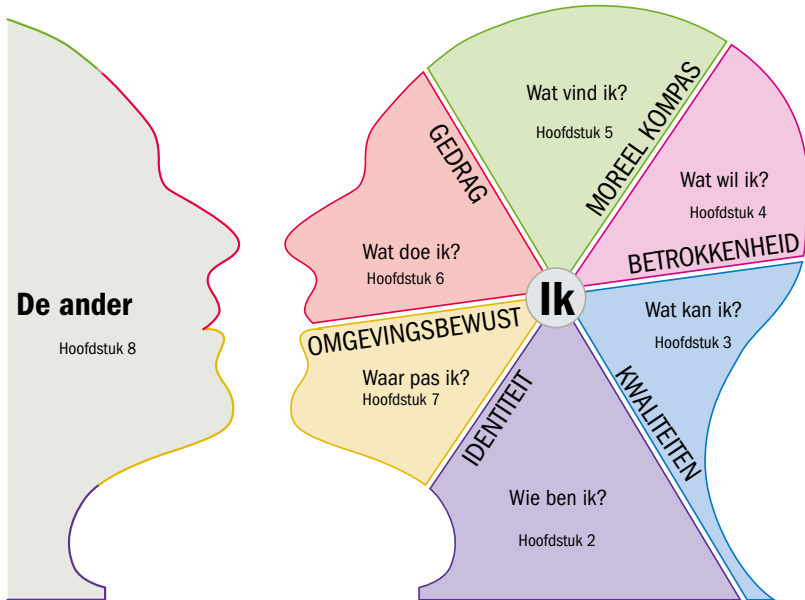 De ander
Hoofdstuk 8
Ik
IDENTITEIT
Wie ben ik?
Hoofdstuk 2
KWALITEITEN
Wat kan ik?
Hoofdstuk 3
BETROKKENHEID
Wat wil ik?
Hoofdstuk 4
MOREEL KOMPAS
Wat vind ik?
Hoofdstuk 5
GEDRAG
Wat doe ik?
Hoofdstuk 6
OMGEVINGSBEWUST
Waar pas ik?
Hoofdstuk 7